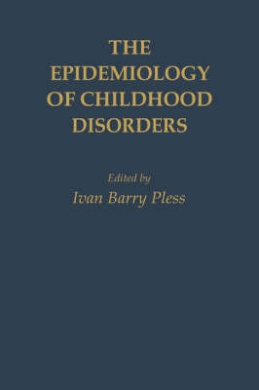 THE
EPIDEMIOLOGY
OF CHILDHOOD
DISORDERS
Edited by
Ivan Barry Pless